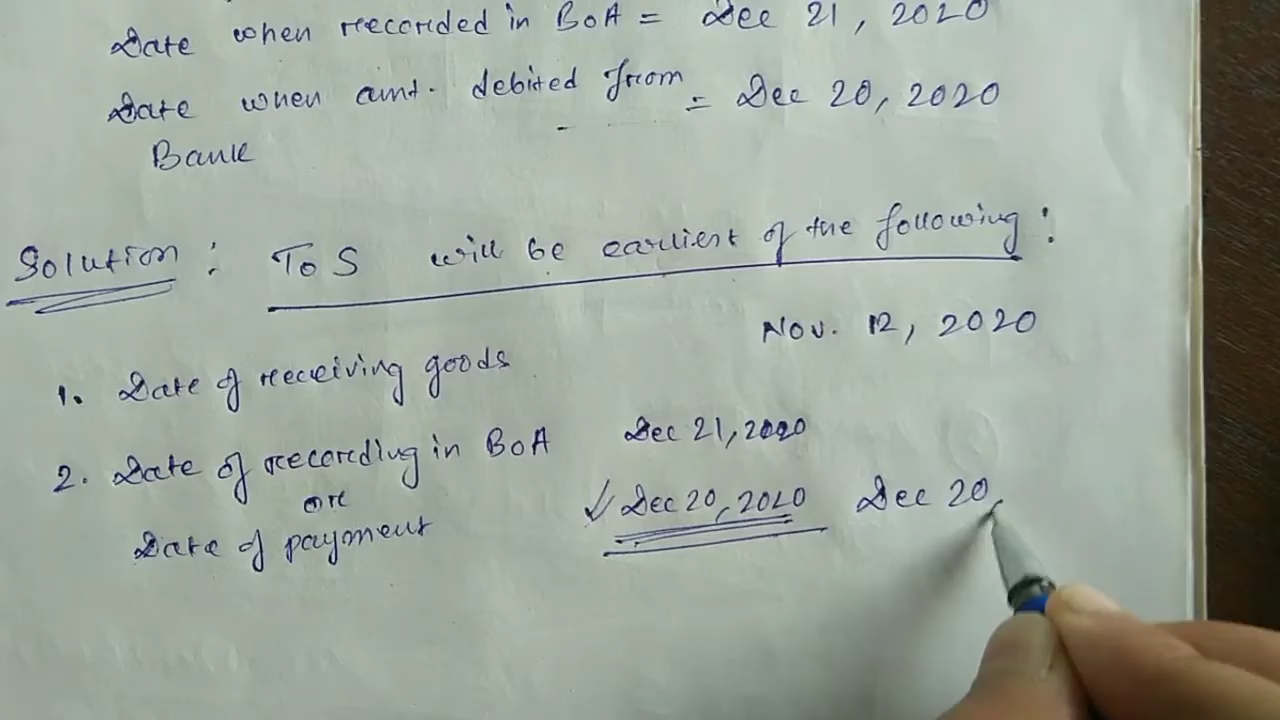 Date when recorded in BOA = Dec 21, 2020
Date when amt. debited from = Dec 20, 2020
Bank
Solution : ToS will be earliest of the following :
Nov. 12, 2020
1. Date of receiving goods
2. Date of recording in BOA Dec 21, 2020
or
Date of payment Dec 20, 2020 Dec 20,